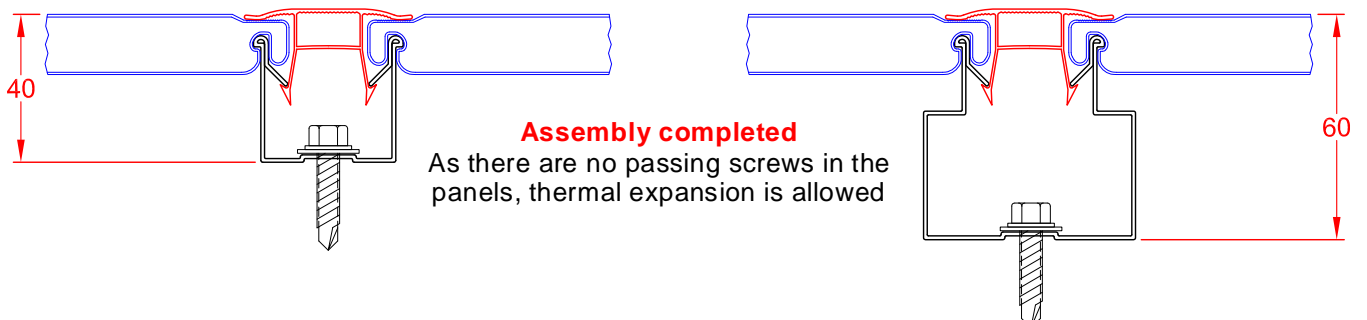 40
Assembly completed
As there are no passing screws in the
panels, thermal expansion is allowed
60